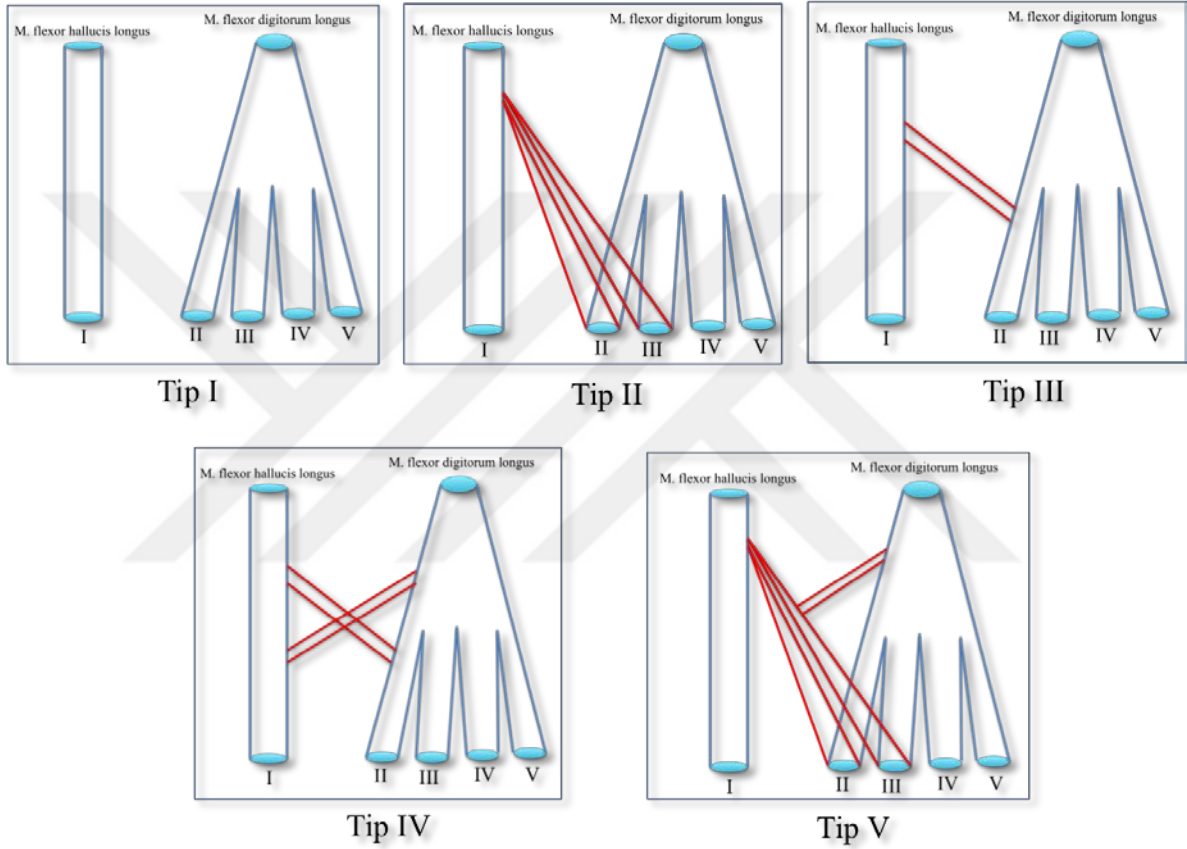 M. flexor hallucis longus
M. flexor digitorum longus
I
II
III
IV
V
Tip I
M. flexor hallucis longus
M. flexor digitorum longus
I
II
III
IV
V
Tip II
M. flexor hallucis longus
M. flexor digitorum longus
I
II
III
IV
V
Tip III
M. flexor hallucis longus
M. flexor digitorum longus
I
II
III
IV
V
Tip IV
M. flexor hallucis longus
M. flexor digitorum longus
I
II
III
IV
V
Tip V